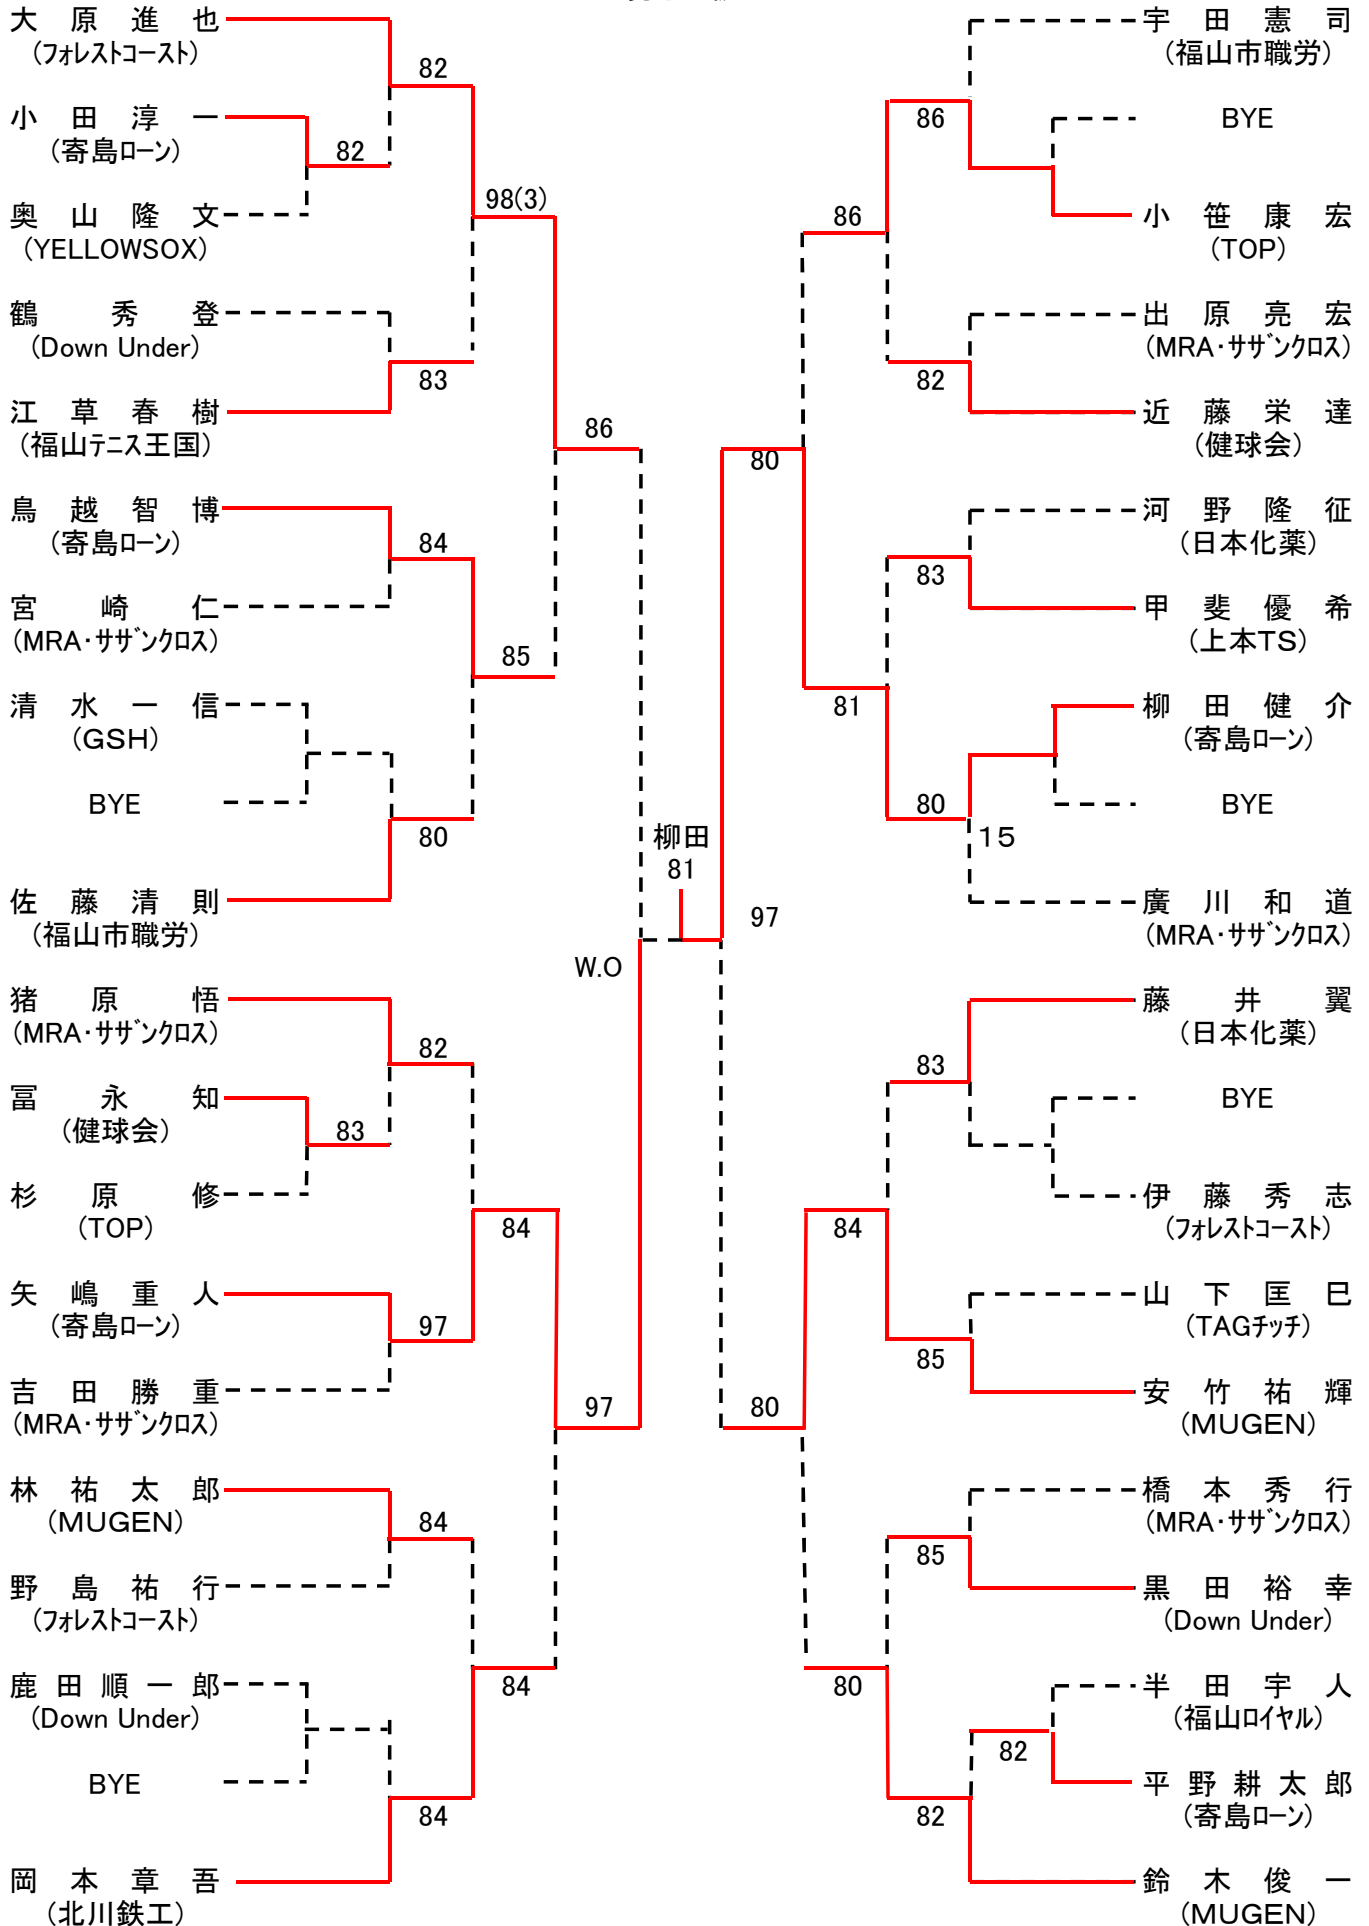 大原進也
(フォレストコースト)
82
小田淳一
(寄島ローン)
82
奥山隆文
(YELLOWSOX)
98(3)
鶴秀登
(Down Under)
83
江草春樹
(福山テニス王国)
86
鳥越智博
(寄島ローン)
84
宮崎仁
(MRA・サザンクロス)
85
清水一信
(GSH)
BYE
80
佐藤清則
(福山市職労)
W.O
猪原悟
(MRA・サザンクロス)
82
冨永知
(健球会)
83
杉原修
(TOP)
84
矢嶋重人
(寄島ローン)
97
吉田勝重
(MRA・サザンクロス)
97
林祐太郎
(MUGEN)
84
野島祐行
(フォレストコースト)
84
鹿田順一郎
(Down Under)
BYE
84
岡本章吾
(北川鉄工)
柳田
81
97
宇田憲司
(福山市職労)
86
BYE
小笹康宏
(TOP)
86
出原亮宏
(MRA・サザンクロス)
82
近藤栄達
(健球会)
80
河野隆征
(日本化薬)
83
甲斐優希
(上本TS)
81
柳田健介
(寄島ローン)
BYE
80
15
廣川和道
(MRA・サザンクロス)
藤井翼
(日本化薬)
83
BYE
伊藤秀志
(フォレストコースト)
84
山下匡巳
(TAGチッチ)
85
安竹祐輝
(MUGEN)
80
橋本秀行
(MRA・サザンクロス)
85
黒田裕幸
(Down Under)
80
半田宇人
(福山ロイヤル)
82
平野耕太郎
(寄島ローン)
82
鈴木俊一
(MUGEN)